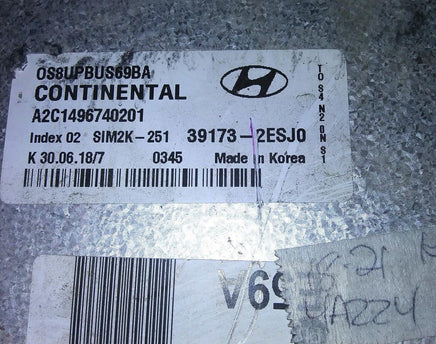 OS8UPBUS69BA
CONTINENTAL
A2C1496740201
Index 02 SIM2K-251 39173-2ESJ0
K 30.06.18/7 0345 Made in Korea